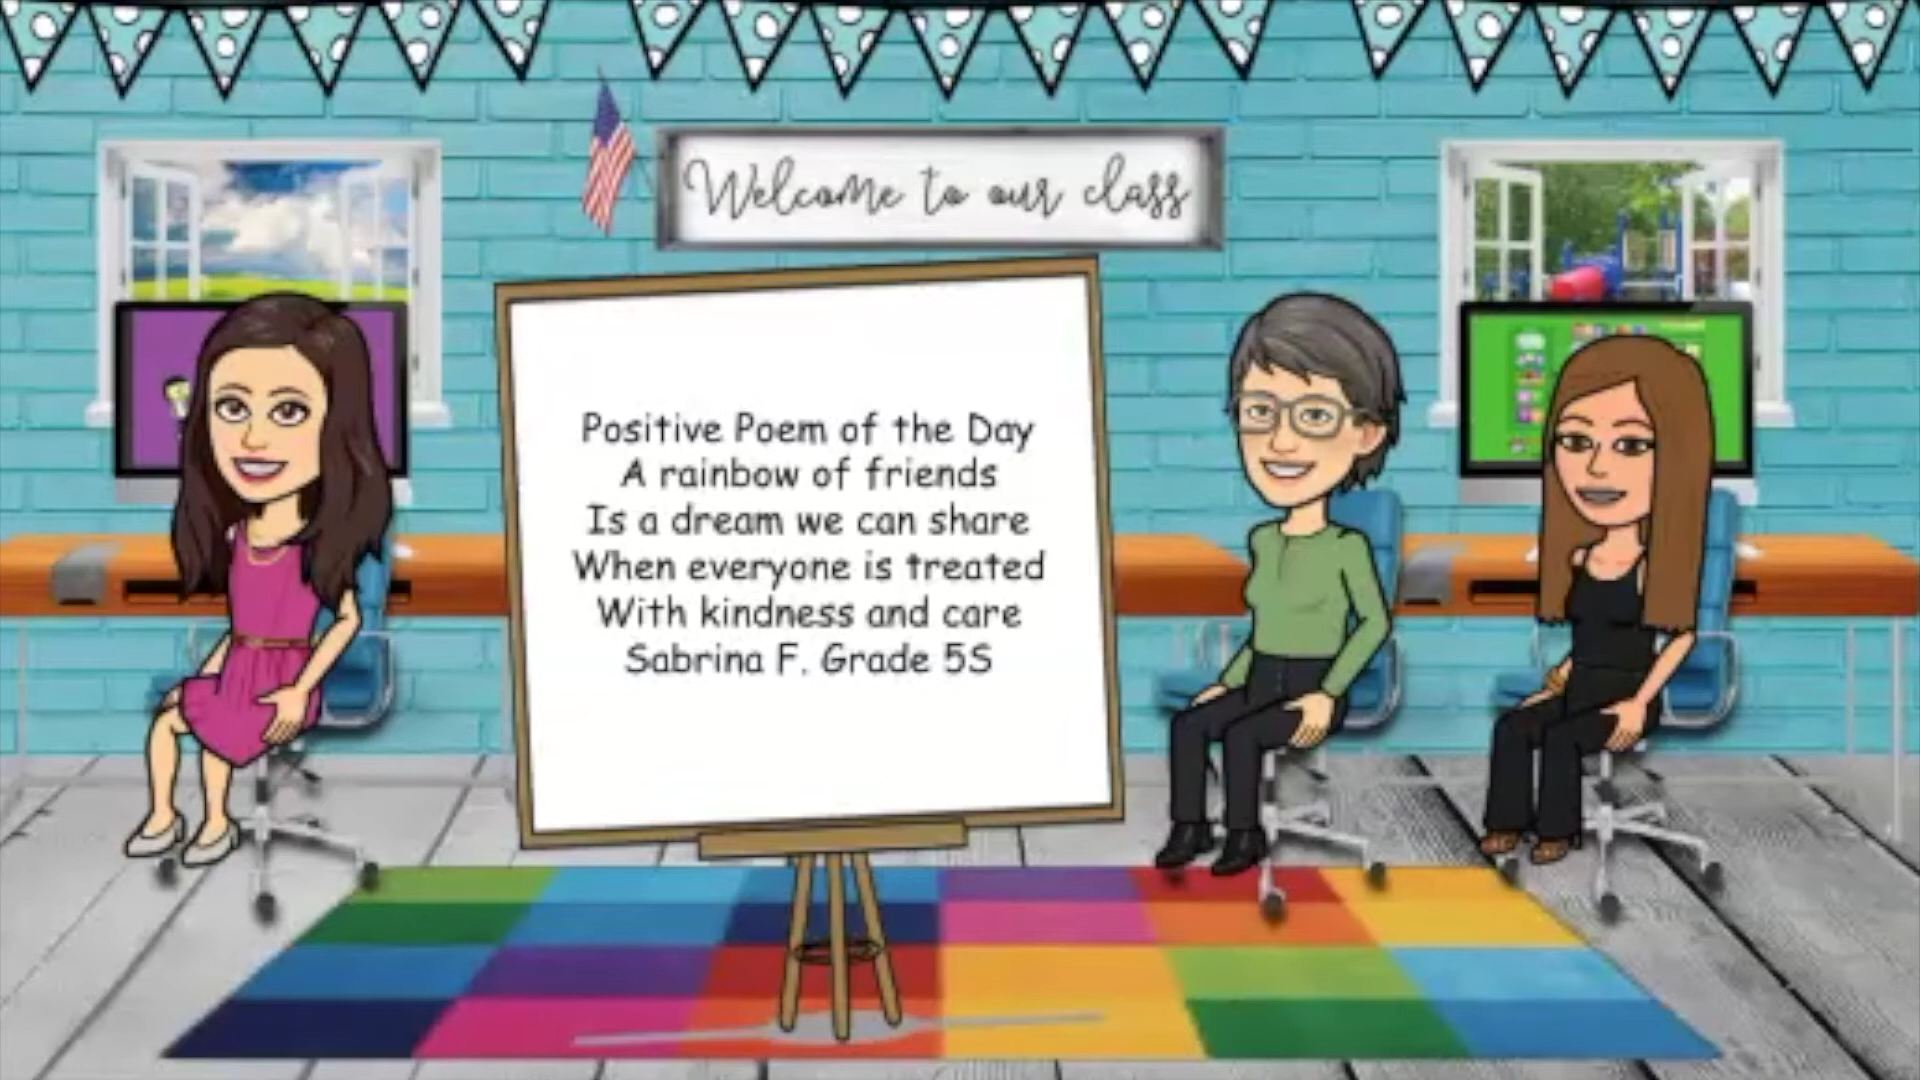 Welcome to our class
Positive Poem of the Day
A rainbow of friends
Is a dream we can share
When everyone is treated
With kindness and care
Sabrina F. Grade 5S